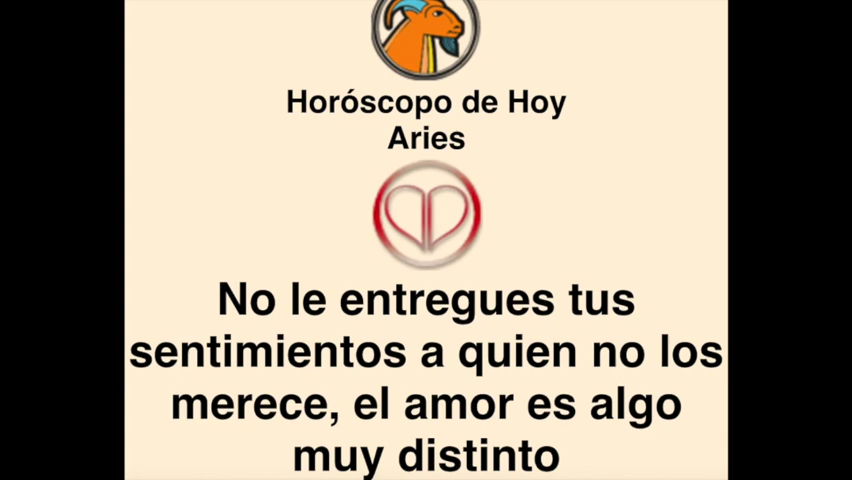 Horóscopo de Hoy
Aries
No le entregues tus
sentimientos a quien no los
merece, el amor es algo
muy distinto